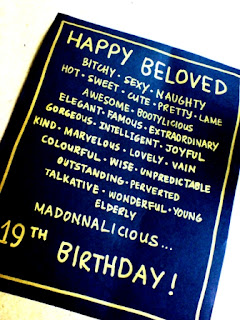 HAPPY BELOVED
BITCHY · SEXY · NAUGHTY
HOT · SWEET · CUTE · PRETTY · LAME
AWESOME · BOOTYLICIOUS
ELEGANT · FAMOUS · EXTRAORDINARY
GORGEOUS · INTELLIGENT · JOYFUL
KIND · MARVELOUS · LOVELY · VAIN
COLOURFUL · WISE · UNPREDICTABLE
OUTSTANDING · PERVERTED
TALKATIVE · WONDERFUL · YOUNG
ELDERLY
MADONNALICIOUS...
19TH
BIRTHDAY!